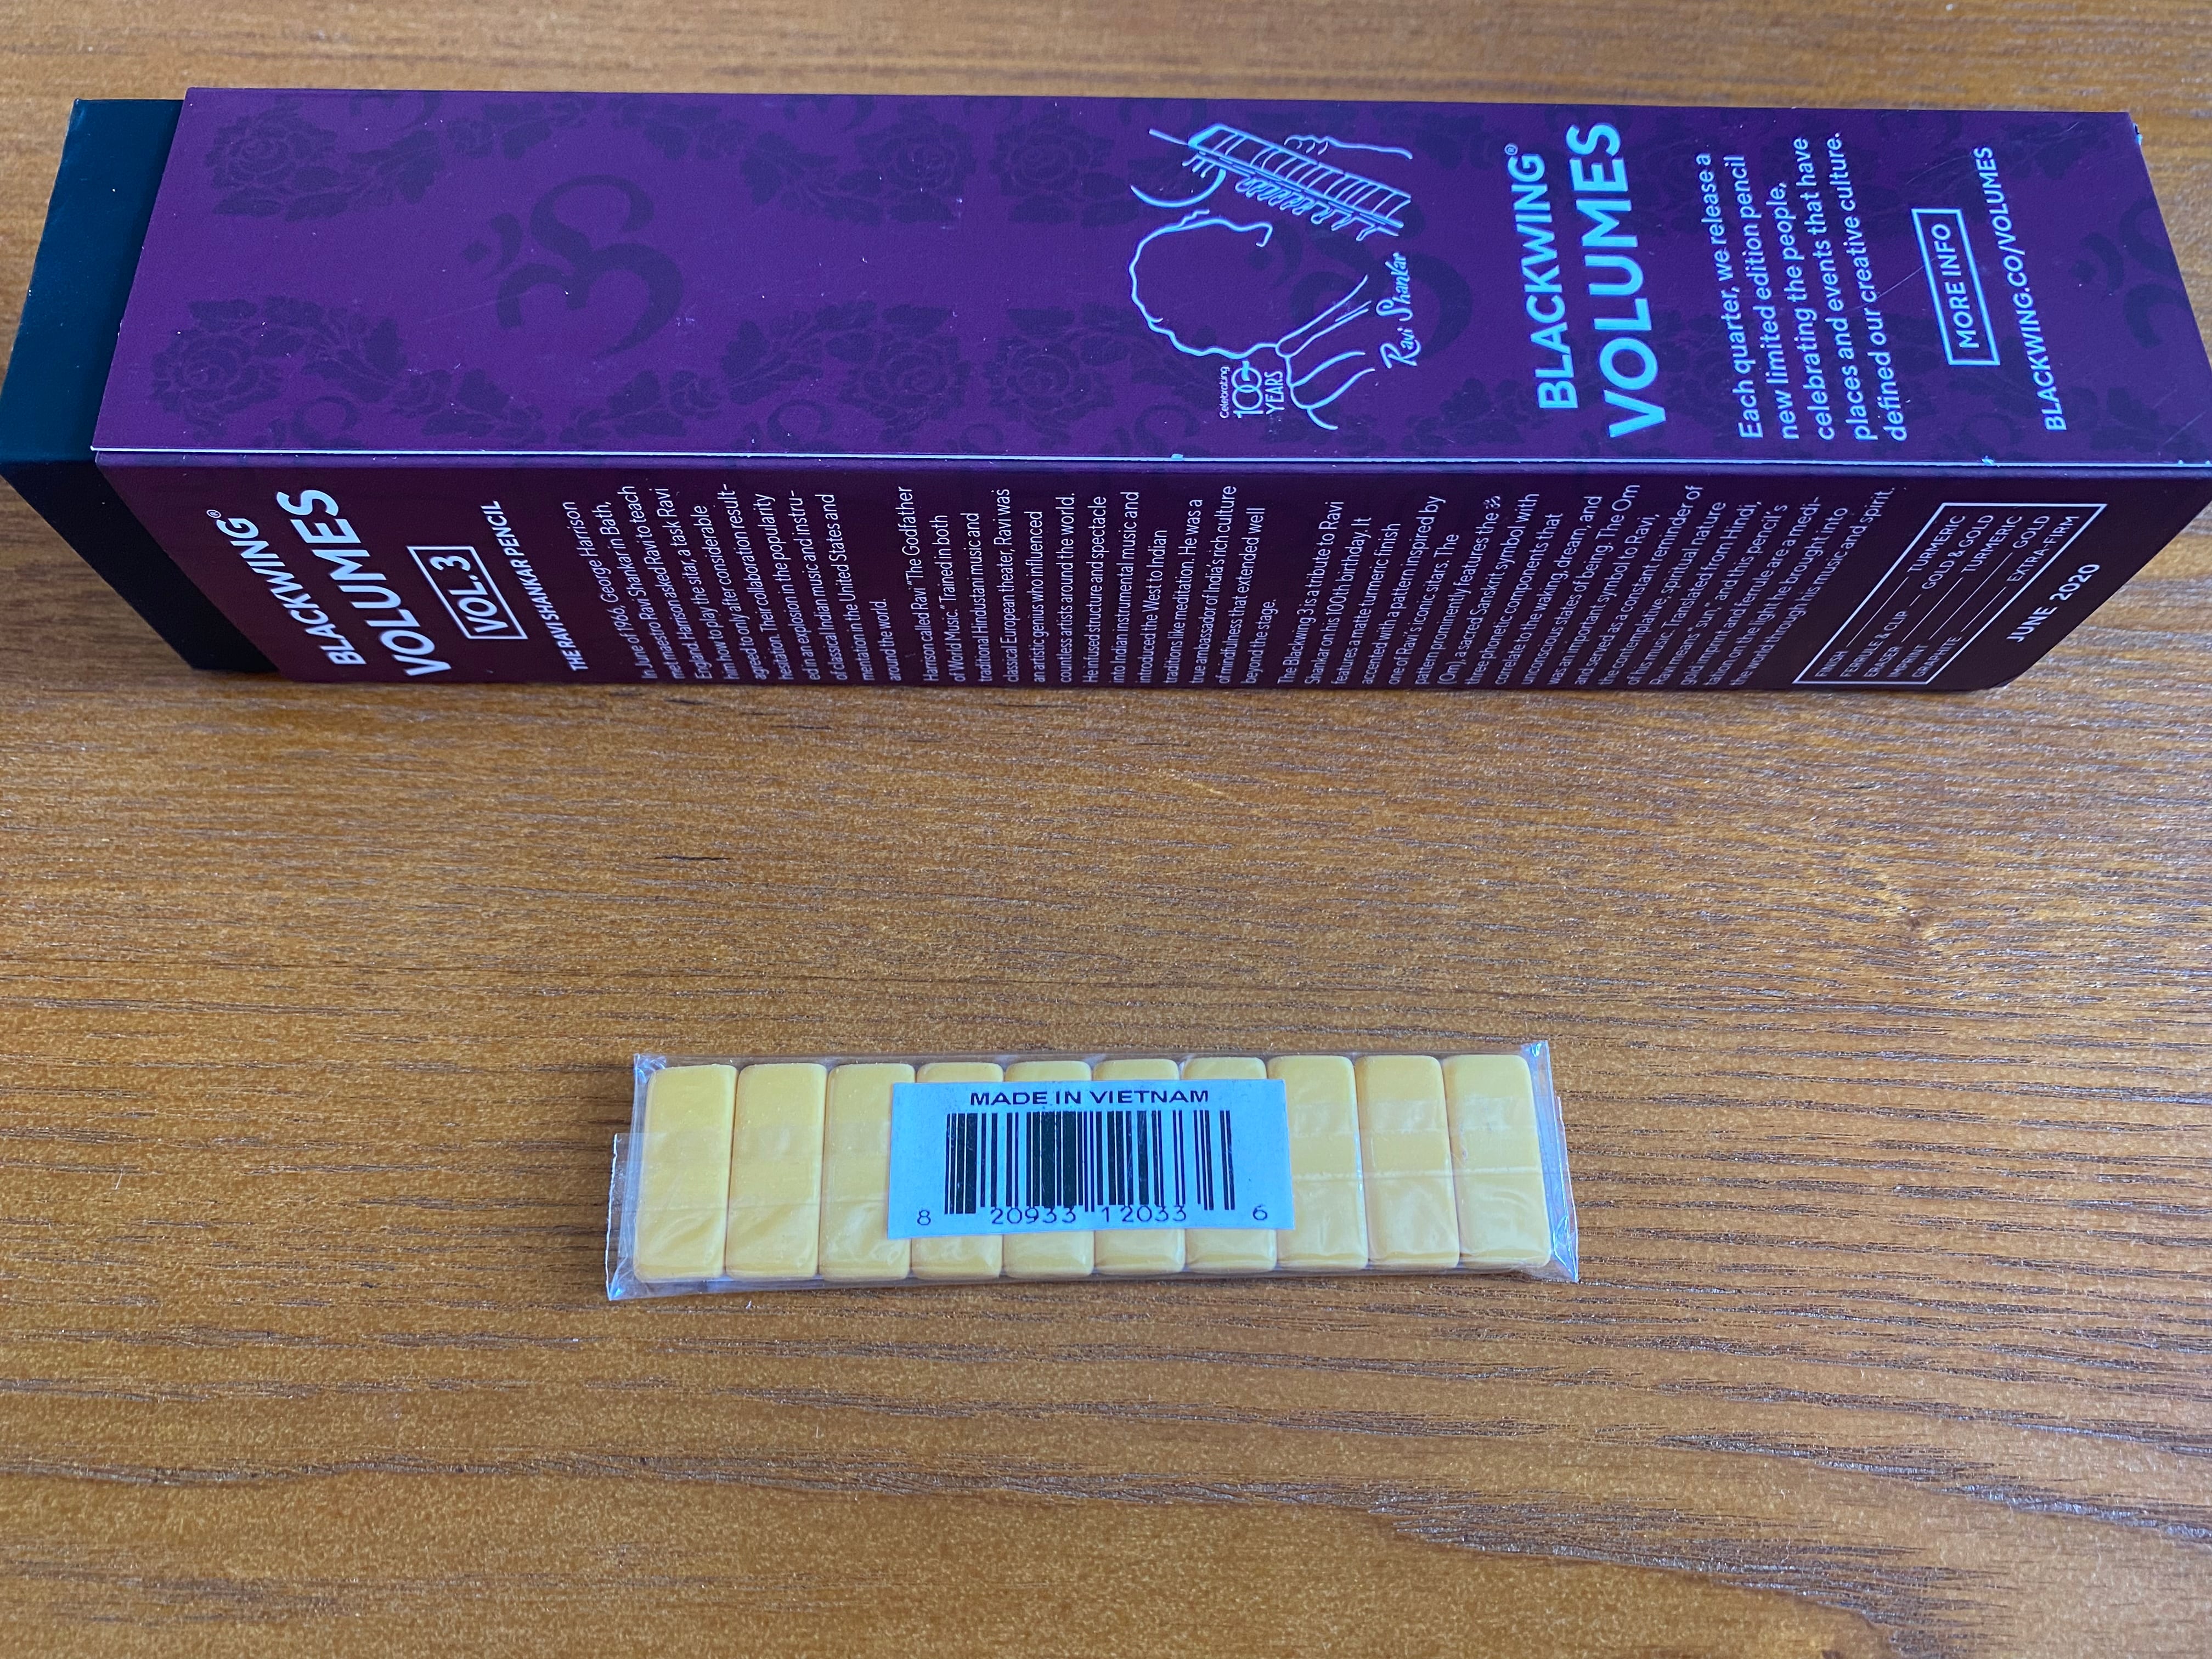 Celebrating
100
YEARS
Ravi Shankar
BLACKWING®
VOLUMES
Each quarter, we release a
new limited edition pencil
celebrating the people,
places and events that have
defined our creative culture.
MORE INFO
BLACKWING.CO/VOLUMES
BLACKWING®
VOLUMES
VOL.3
THE RAVI SHANKAR PENCIL
In June of 1966, George Harrison
met maestro Ravi Shankar in Bath,
England. Harrison asked Ravi to teach
him how to play the sitar, a task Ravi
agreed to only after considerable
hesitation. Their collaboration result-
ed in an explosion in the popularity
of classical Indian music and instru-
mentation in the United States and
around the world.
Harrison called Ravi "The Godfather
of World Music." Trained in both
traditional Hindustani music and
classical European theater, Ravi was
an artistic genius who influenced
countless artists around the world.
He infused structure and spectacle
into Indian instrumental music and
introduced the West to Indian
traditions like meditation. He was a
true ambassador of India's rich culture
of mindfulness that extended well
beyond the stage.
The Blackwing 3 is a tribute to Ravi
Shankar on his 100th birthday. It
features a matte turmeric finish
accented with a pattern inspired by
one of Ravi's iconic sitars. The
pattern prominently features the ॐ
(Om), a sacred Sanskrit symbol with
three phonetic components that
correlate to the waking, dream, and
unconscious states of being. The Om
was an important symbol to Ravi,
and served as a constant reminder of
the contemplative, spiritual nature
of his music. Translated from Hindi,
Ravi means "sun," and this pencil's
gold imprint and ferrule are a medi-
tation on the light he brought into
the world through his music and spirit.
FINISH TURMERIC
FERRULE & CLIP GOLD & GOLD
ERASER TURMERIC
IMPRINT GOLD
GRAPHITE EXTRA-FIRM
JUNE 2020
MADE IN VIETNAM
8 20933 12033 6